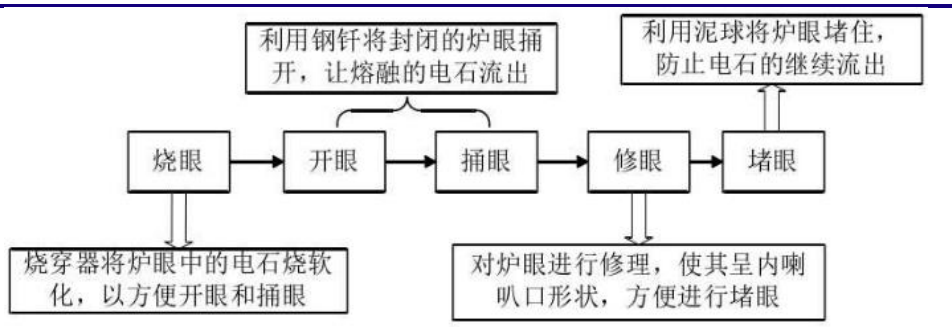 利用钢钎将封闭的炉眼捅
开，让熔融的电石流出
利用泥球将炉眼堵住，
防止电石的继续流出
烧眼
开眼
捅眼
修眼
堵眼
烧穿器将炉眼中的电石烧软
化，以方便开眼和捅眼
对炉眼进行修理，使其呈内喇
叭口形状，方便进行堵眼